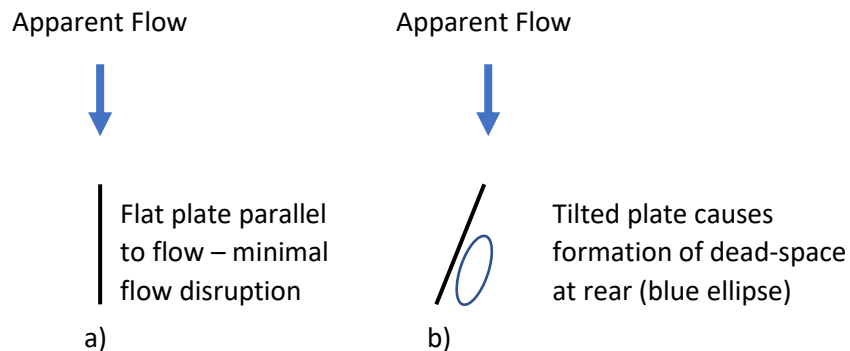 Apparent Flow
Apparent Flow
Flat plate parallel
to flow – minimal
flow disruption
a)
Tilted plate causes
formation of dead-space
at rear (blue ellipse)
b)